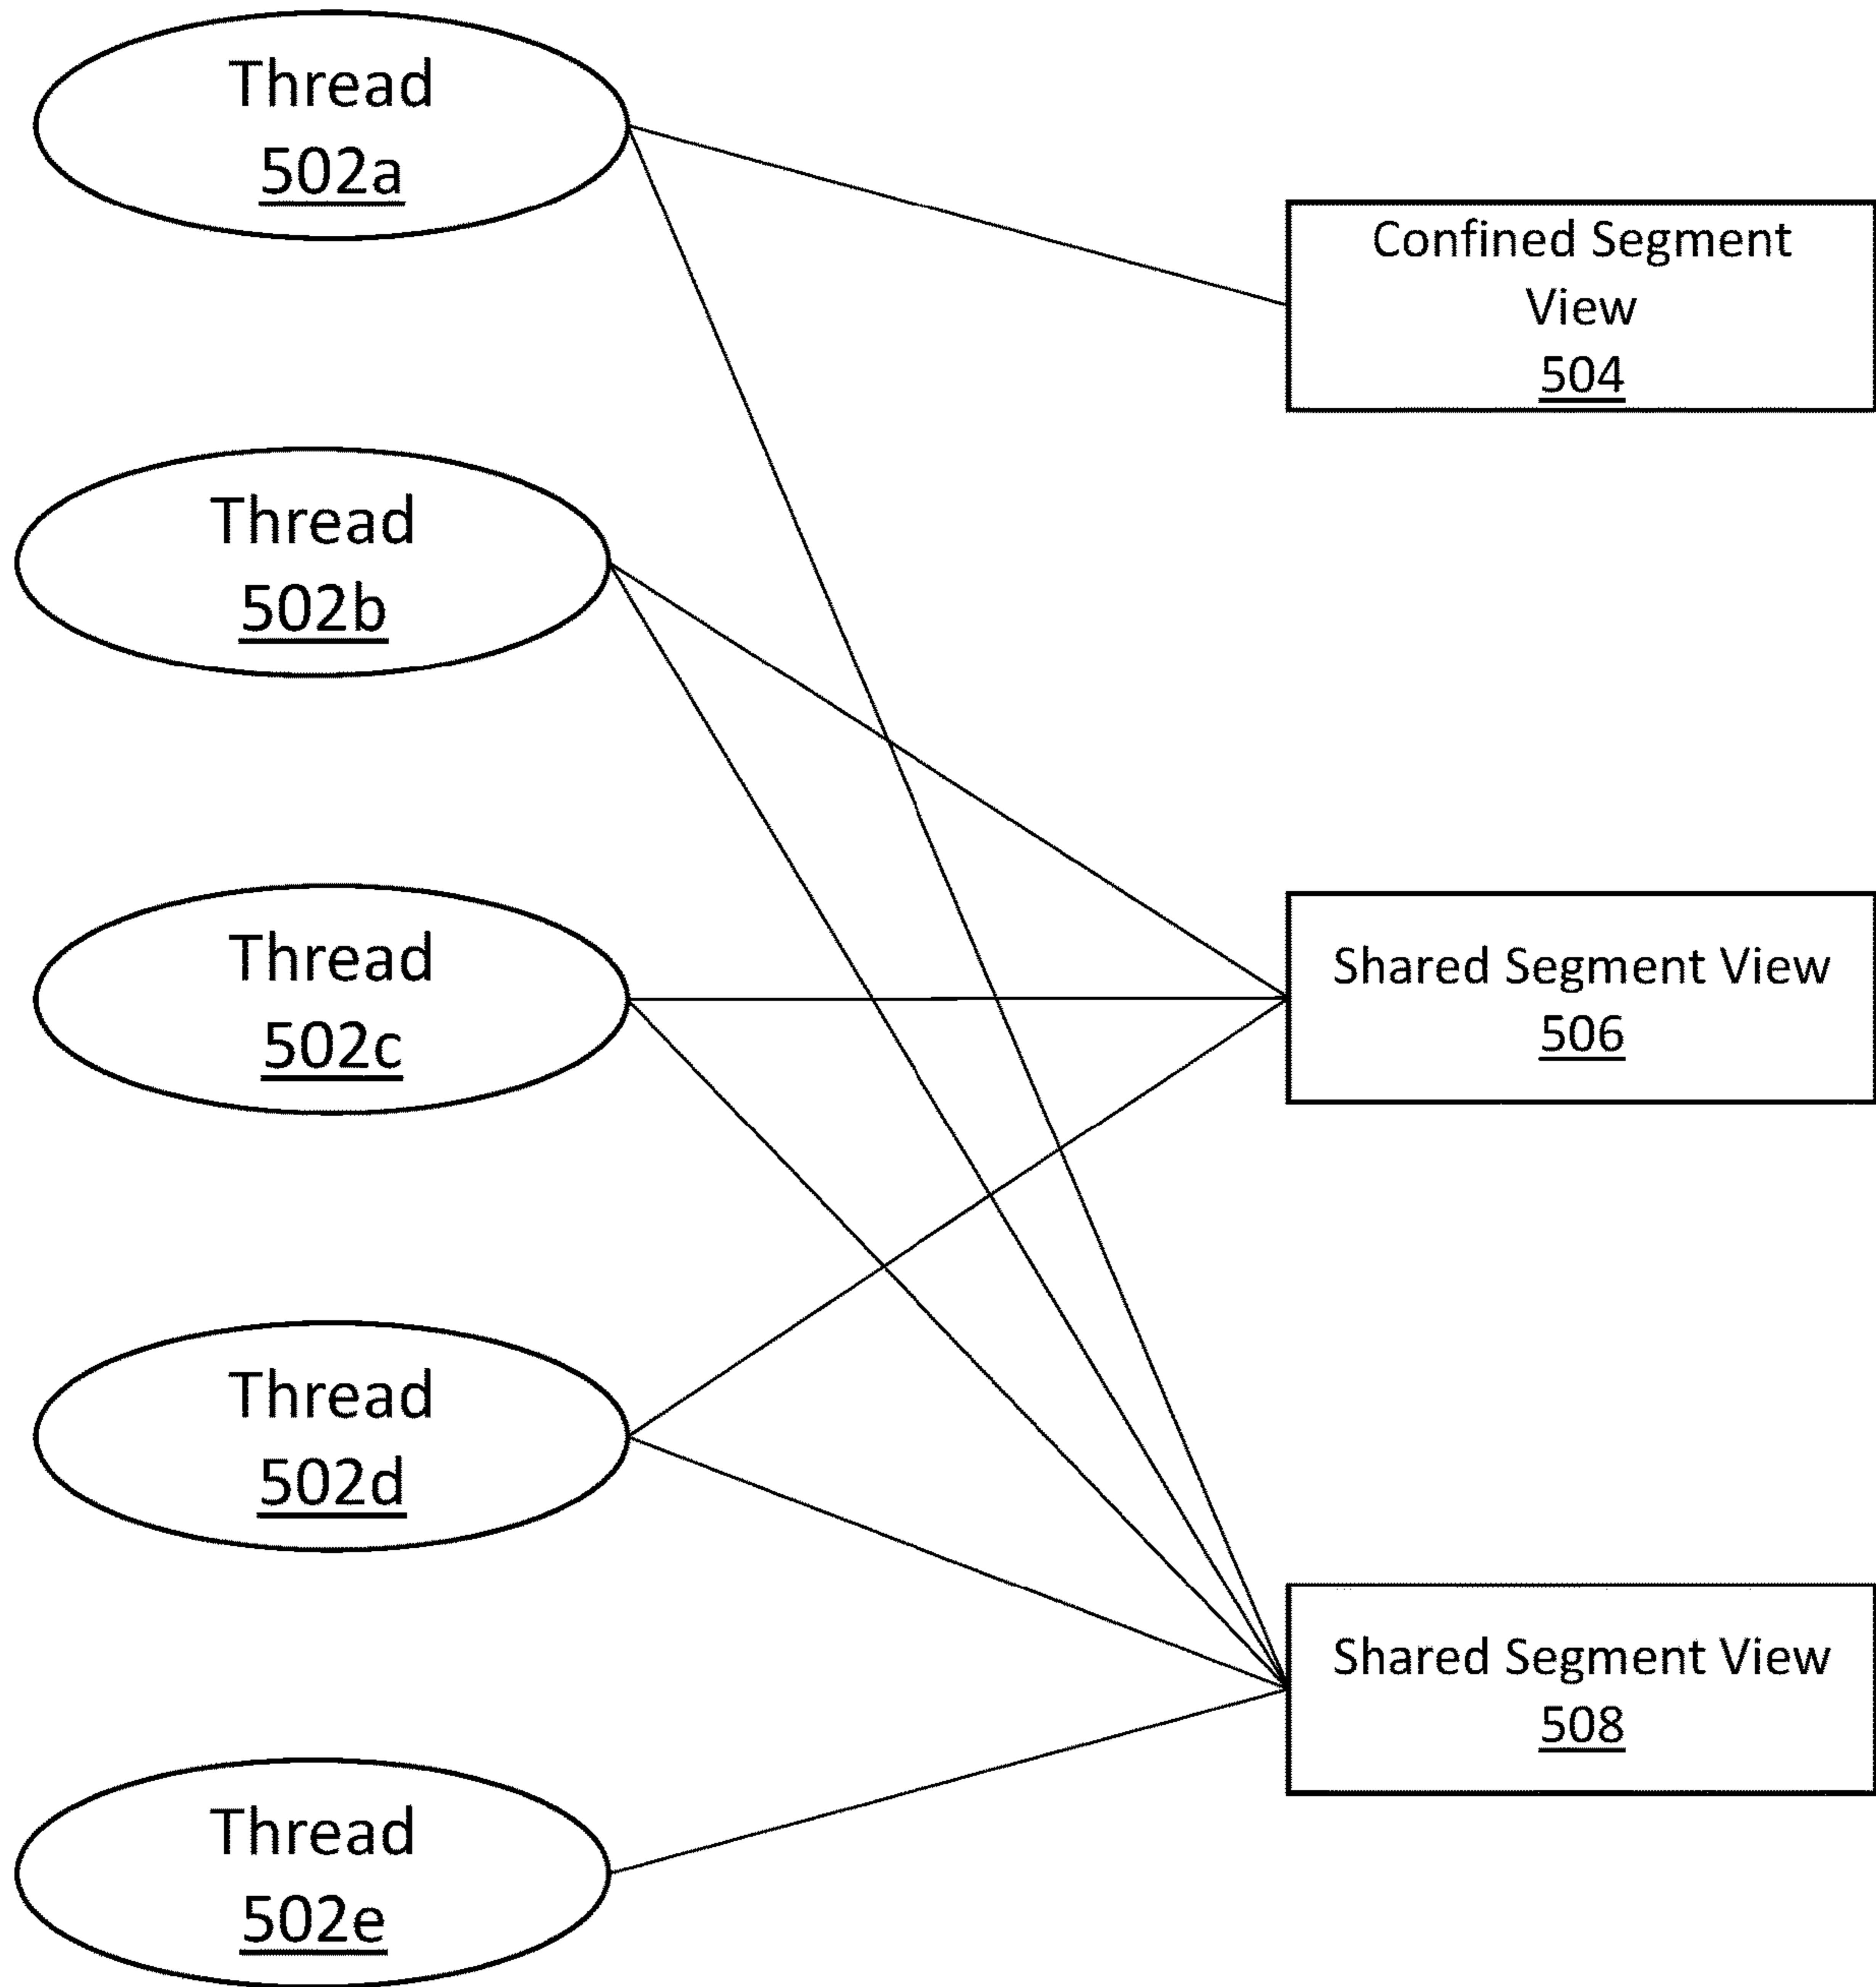 Thread
502a
Confined Segment
View
504
Thread
502b
Thread
502c
Shared Segment View
506
Thread
502d
Shared Segment View
508
Thread
502e